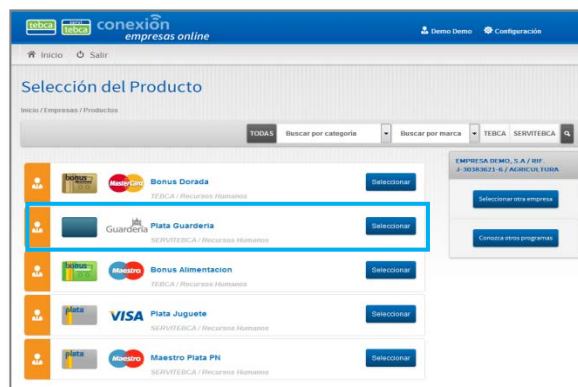 tebca servi tebca conexión
empresas online
Demo Demo Configuración
Inicio Salir
Selección del Producto
Inicio / Empresas / Productos
TODAS Buscar por categoría Buscar por marca TEBCA SERVITEBCA
EMPRESA DEMO, S.A / RIF.
J-30383621-6 / AGRICULTURA
Seleccionar otra empresa
Conozca otros programas
bonus MasterCard Bonus Dorada Seleccionar
TEBCA / Recursos Humanos
Guardería Plata Guarderia Seleccionar
SERVITEBCA / Recursos Humanos
bonus Maestro Bonus Alimentacion Seleccionar
TEBCA / Recursos Humanos
plata VISA Plata Juguete Seleccionar
SERVITEBCA / Recursos Humanos
plata Maestro Maestro Plata PN Seleccionar
SERVITEBCA / Recursos Humanos